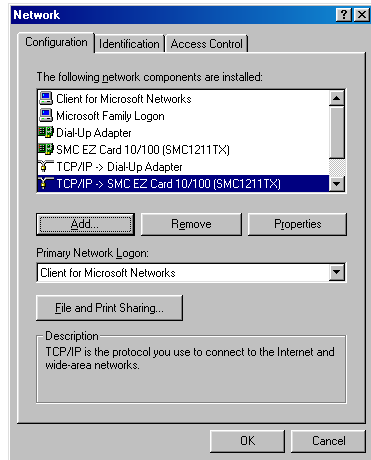 Network
Configuration Identification Access Control
The following network components are installed:
Client for Microsoft Networks
Microsoft Family Logon
Dial-Up Adapter
SMC EZ Card 10/100 (SMC1211TX)
TCP/IP -> Dial-Up Adapter
TCP/IP -> SMC EZ Card 10/100 (SMC1211TX)
Add... Remove Properties
Primary Network Logon:
Client for Microsoft Networks
File and Print Sharing...
Description
TCP/IP is the protocol you use to connect to the Internet and
wide-area networks.
OK Cancel